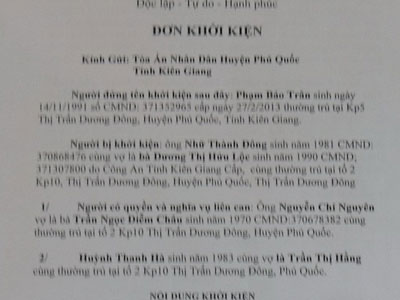 Độc lập - Tự do - Hạnh phúc
ĐƠN KHỞI KIỆN
Kính Gửi: Tòa Án Nhân Dân Huyện Phú Quốc
Tỉnh Kiên Giang
Người đứng tên khởi kiện sau đây: Phạm Bảo Trân sinh ngày
14/11/1991 số CMND: 371352965 cấp ngày 27/2/2013 thường trú tại Kp5
Thị Trấn Dương Đông, Huyện Phú Quốc, Tỉnh Kiên Giang.
Người bị khởi kiện: ông Nhữ Thành Đông sinh năm 1981 CMND:
370868476 cùng vợ là bà Dương Thị Hữu Lộc sinh năm 1990 CMND:
371307800 do Công An Tỉnh Kiên Giang Cấp, cùng thường trú tại tổ 2
Kp10, Thị Trấn Dương Đông, Huyện Phú Quốc, Thị Trấn Dương Đông
1/ Người có quyền và nghĩa vụ liên can: Ông Nguyễn Chí Nguyên
vợ là bà Trần Ngọc Diễm Châu sinh năm 1970 CMND:370678382 cùng
thường trú tại tổ 2 Kp10 Thị Trấn Dương Đông, Huyện Phú Quốc.
2/ Huỳnh Thanh Hà sinh năm 1983 cùng vợ là Trần Thị Hằng
cùng thường trú tại tổ 2 Kp10 Thị Trấn Dương Đông, Phú Quốc.
NỘI DUNG KHỞI KIỆN